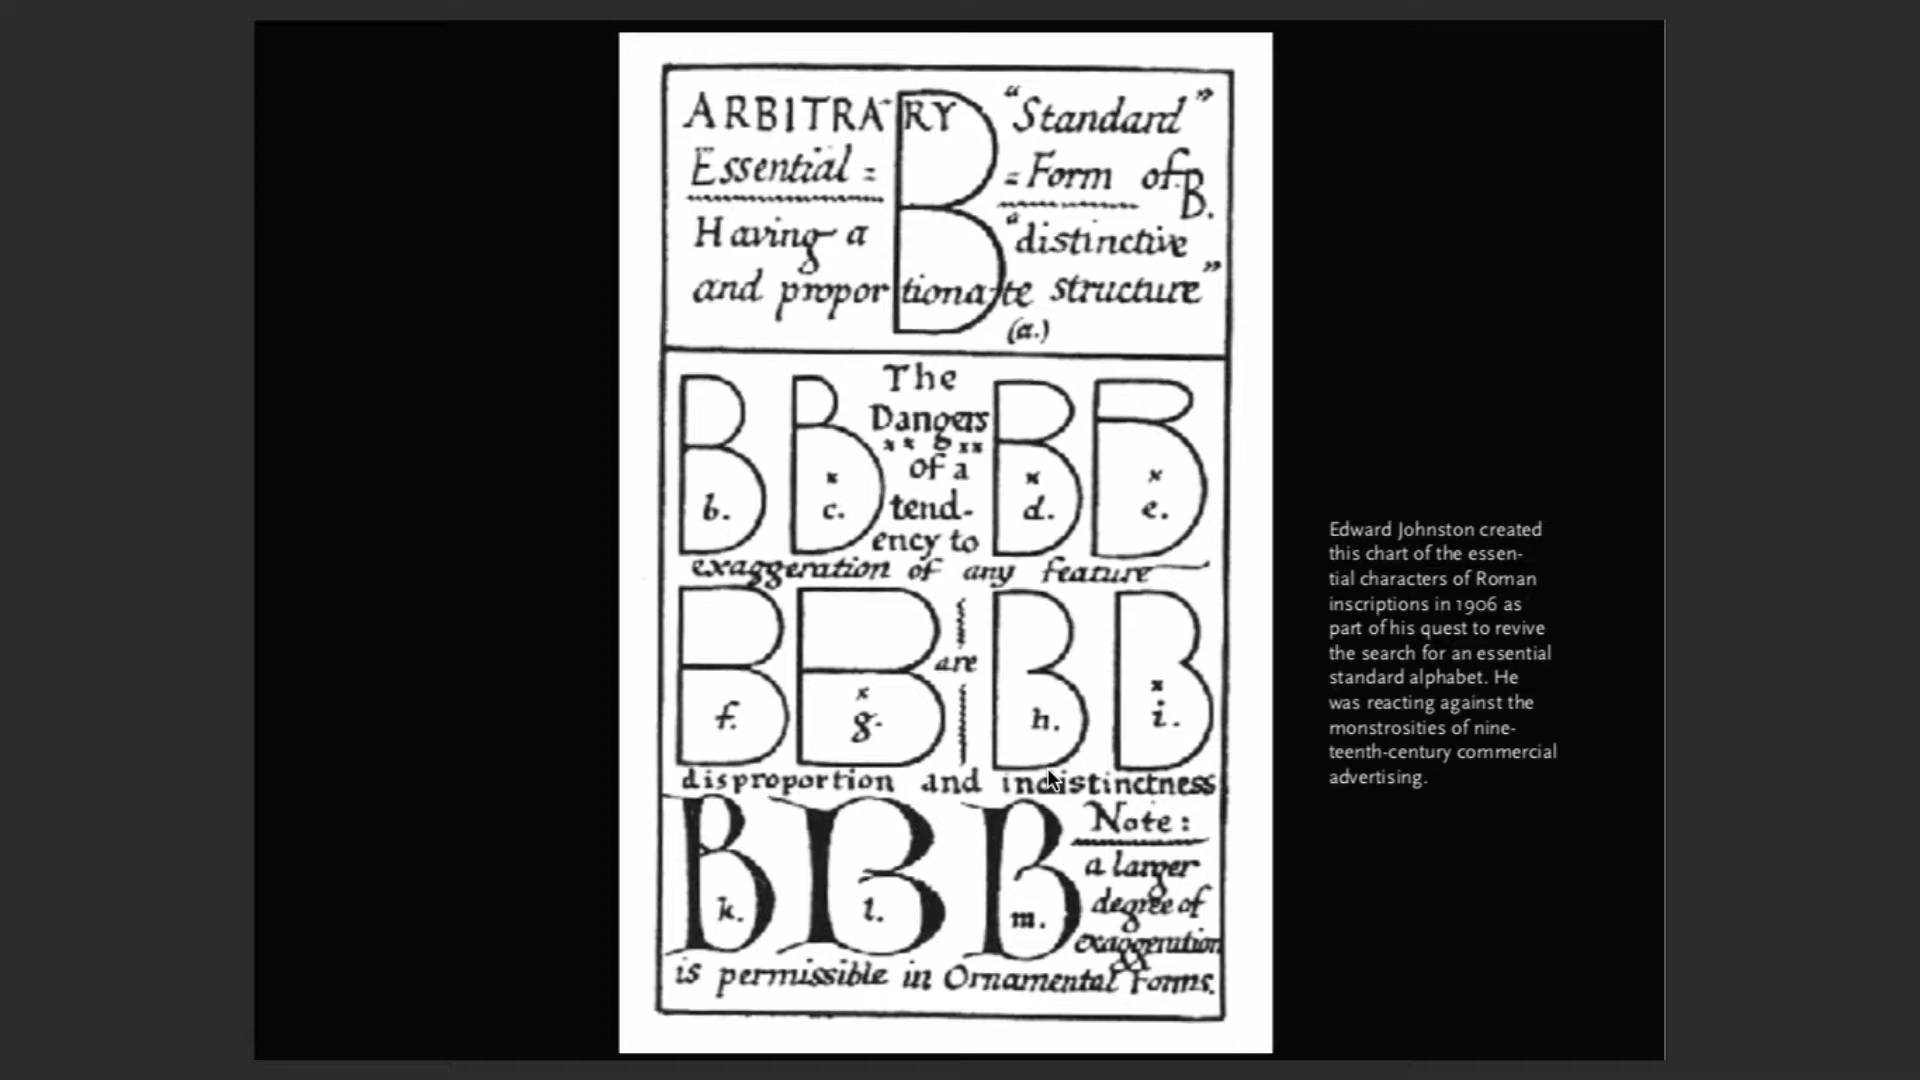 ARBITRA-RY "Standard"
Essential = = Form of B.
Having a "distinctive
and proportionate structure"
(a.)
The
Dangers
of a
tend-
ency to
b. x c. x d. x e.
exaggeration of any feature
are
f. x g. h. x i.
disproportion and indistinctness
Note:
a larger
degree of
k. l. m. exaggeration
is permissible in Ornamental Forms.
Edward Johnston created
this chart of the essen-
tial characters of Roman
inscriptions in 1906 as
part of his quest to revive
the search for an essential
standard alphabet. He
was reacting against the
monstrosities of nine-
teenth-century commercial
advertising.